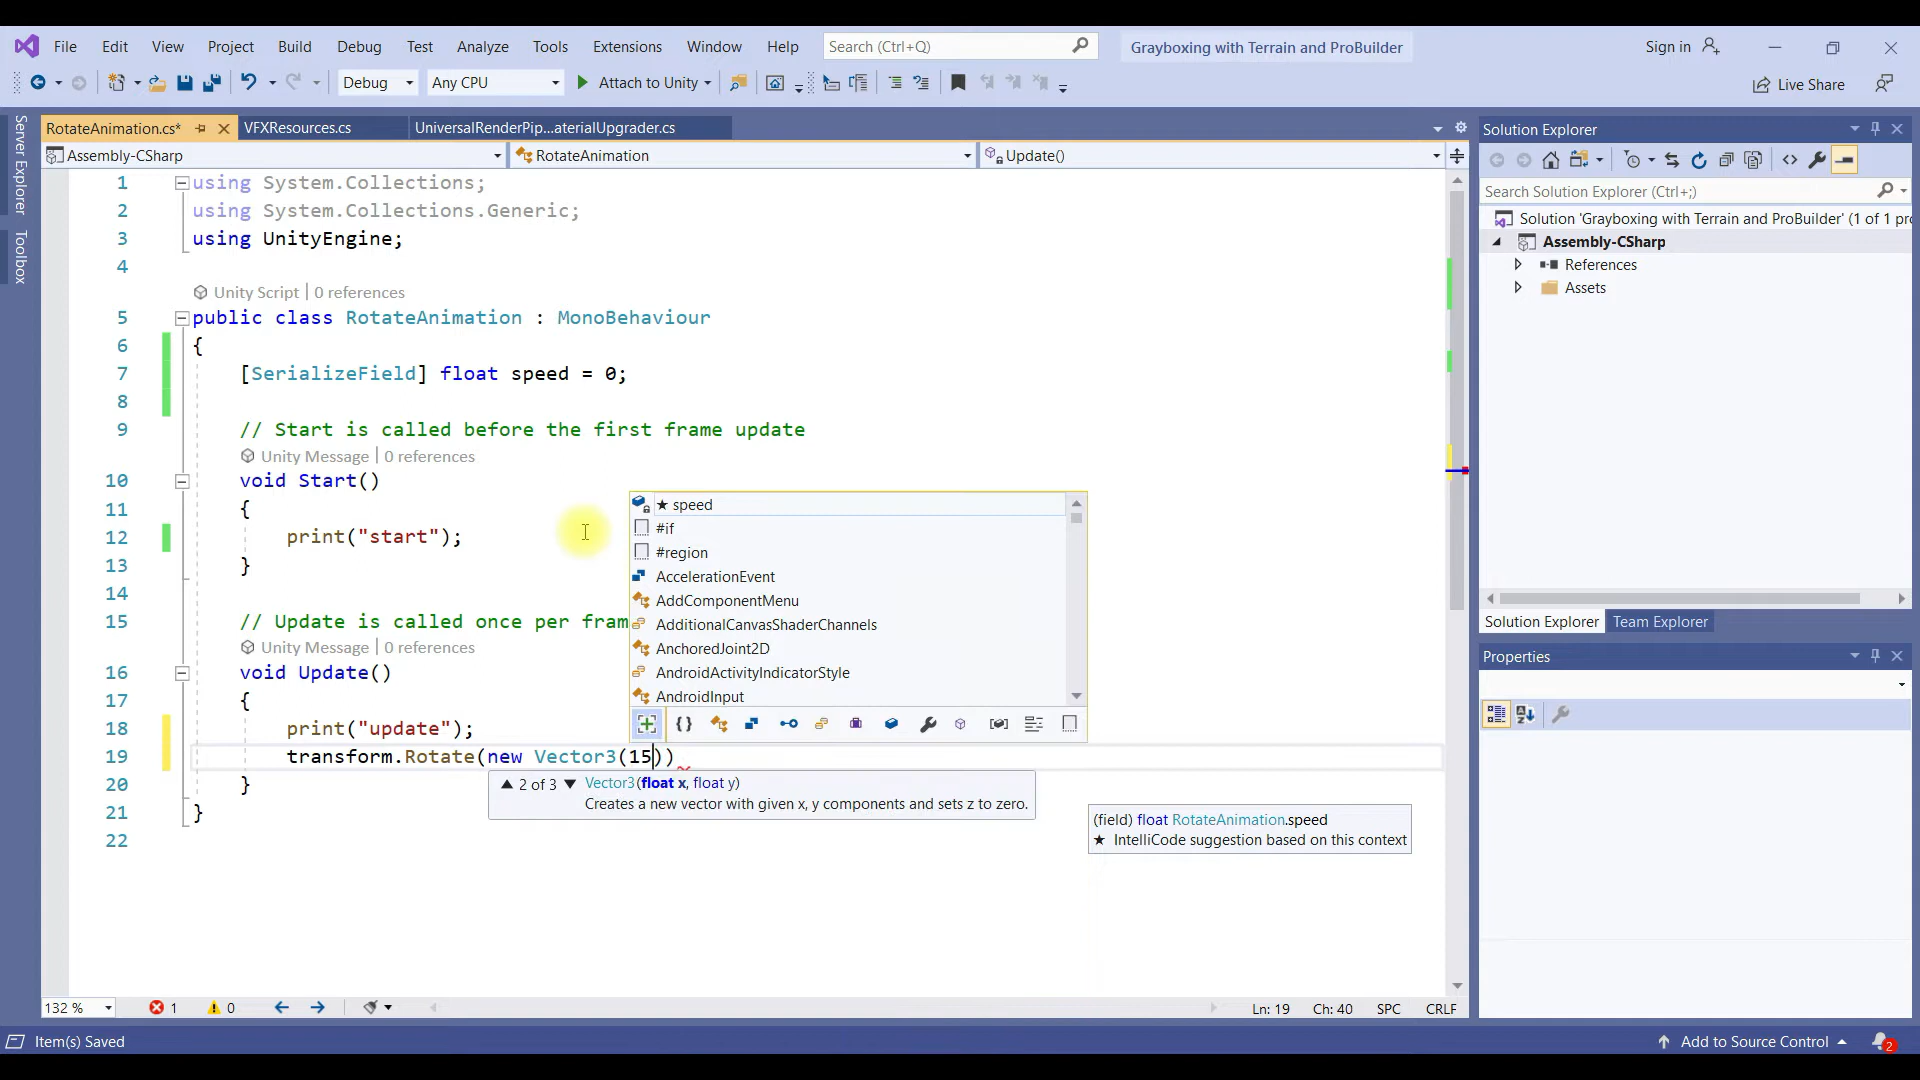 File Edit View Project Build Debug Test Analyze Tools Extensions Window Help Search (Ctrl+Q) Grayboxing with Terrain and ProBuilder Sign in
Debug Any CPU Attach to Unity Live Share
Server Explorer
Toolbox
RotateAnimation.cs* VFXResources.cs UniversalRenderPip...aterialUpgrader.cs
Assembly-CSharp RotateAnimation Update()
1 using System.Collections;
2 using System.Collections.Generic;
3 using UnityEngine;
4
Unity Script | 0 references
5 public class RotateAnimation : MonoBehaviour
6 {
7 [SerializeField] float speed = 0;
8
9 // Start is called before the first frame update
Unity Message | 0 references
10 void Start()
11 {
12 print("start");
13 }
14
15 // Update is called once per fram
Unity Message | 0 references
16 void Update()
17 {
18 print("update");
19 transform.Rotate(new Vector3(15))
20 }
21 }
22
★ speed
#if
#region
AccelerationEvent
AddComponentMenu
AdditionalCanvasShaderChannels
AnchoredJoint2D
AndroidActivityIndicatorStyle
AndroidInput
▲ 2 of 3 ▼ Vector3(float x, float y)
Creates a new vector with given x, y components and sets z to zero.
(field) float RotateAnimation.speed
★ IntelliCode suggestion based on this context
Solution Explorer
Search Solution Explorer (Ctrl+;)
Solution 'Grayboxing with Terrain and ProBuilder' (1 of 1 pro
Assembly-CSharp
References
Assets
Solution Explorer Team Explorer
Properties
132 % 1 0 Ln: 19 Ch: 40 SPC CRLF
Item(s) Saved Add to Source Control 2